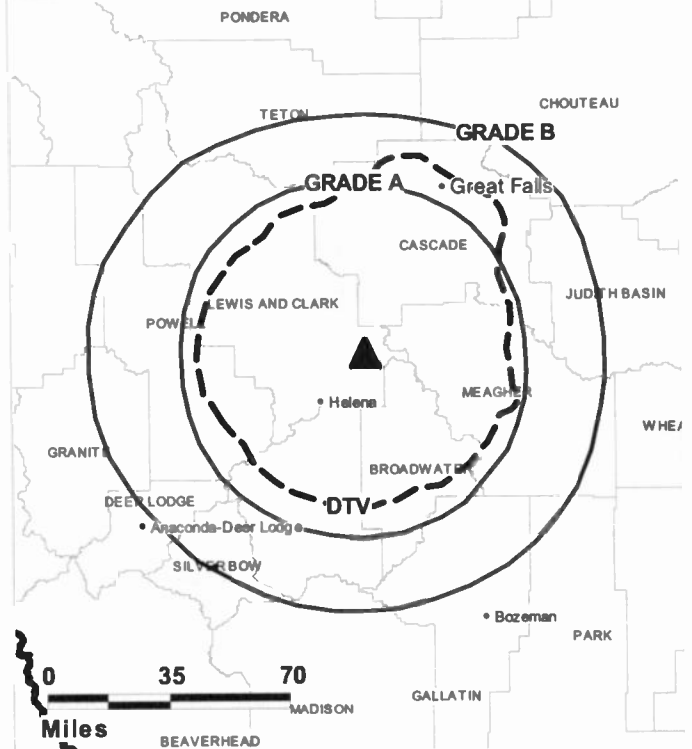 PONDERA
CHOUTEAU
TETON
GRADE B
GRADE A
Great Falls
CASCADE
JUDITH BASIN
LEWIS AND CLARK
POWELL
MEAGHER
Helena
WHEA
GRANITE
BROADWATER
DEER LODGE
DTV
Anaconda-Deer Lodge
SILVER BOW
Bozeman
PARK
0 35 70
GALLATIN
MADISON
Miles
BEAVERHEAD